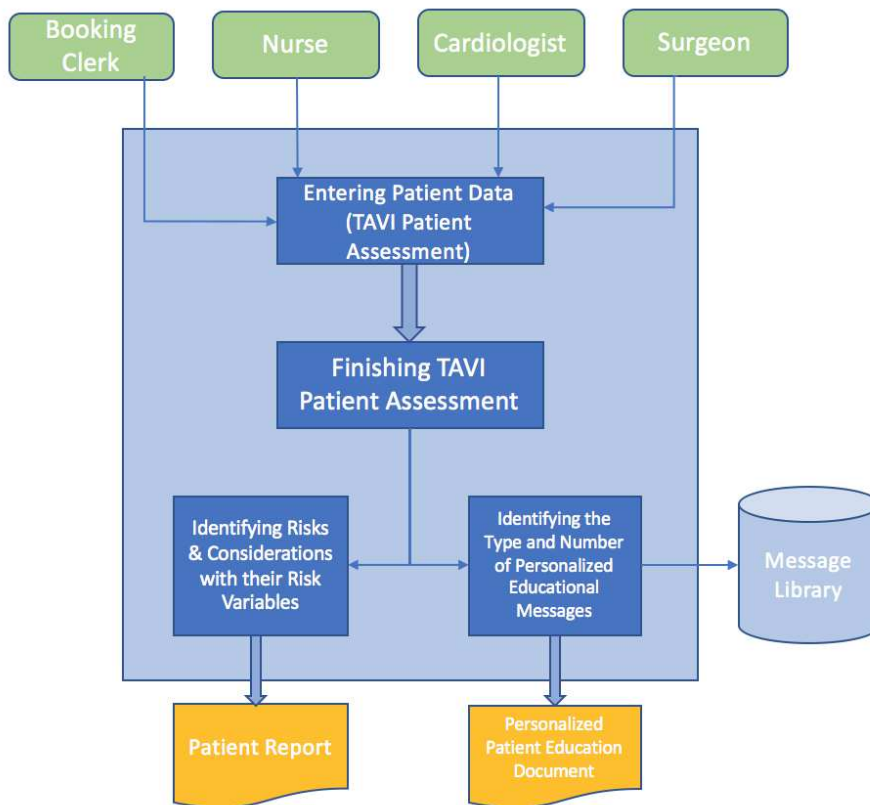 Booking
Clerk
Nurse
Cardiologist
Surgeon
Entering Patient Data
(TAVI Patient
Assessment)
Finishing TAVI
Patient Assessment
Identifying Risks
& Considerations
with their Risk
Variables
Identifying the
Type and Number
of Personalized
Educational
Messages
Message
Library
Patient Report
Personalized
Patient Education
Document